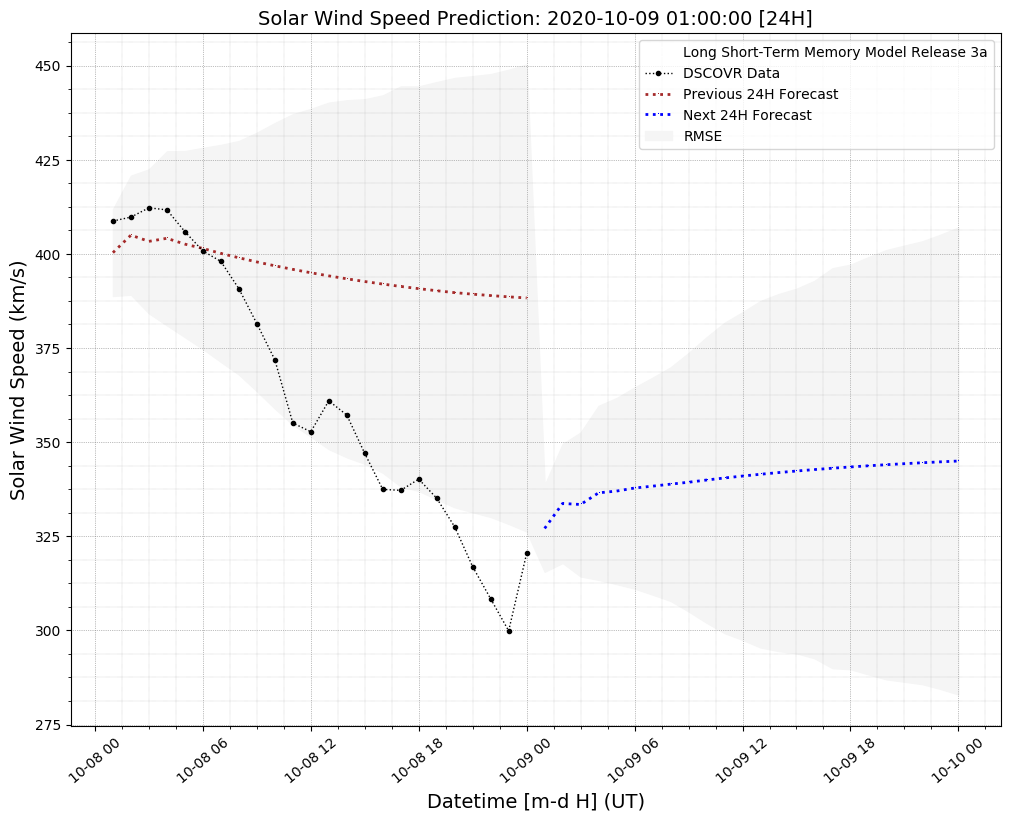 Solar Wind Speed Prediction: 2020-10-09 01:00:00 [24H]
Long Short-Term Memory Model Release 3a
DSCOVR Data
Previous 24H Forecast
Next 24H Forecast
RMSE
Solar Wind Speed (km/s)
450
425
400
375
350
325
300
275
10-08 00
10-08 06
10-08 12
10-08 18
10-09 00
10-09 06
10-09 12
10-09 18
10-10 00
Datetime [m-d H] (UT)